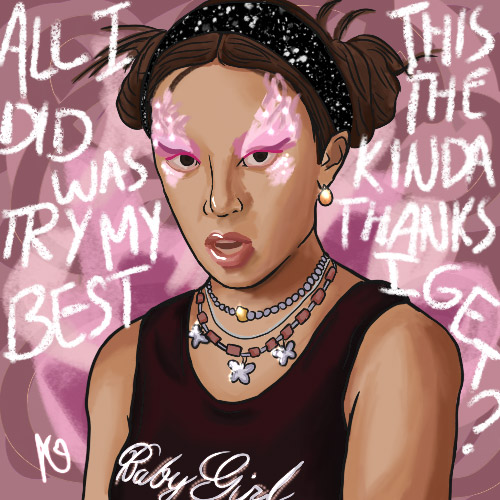 ALL I
DID
WAS
TRY MY
BEST
THIS
THE
KINDA
THANKS
I GET?
Baby Girl